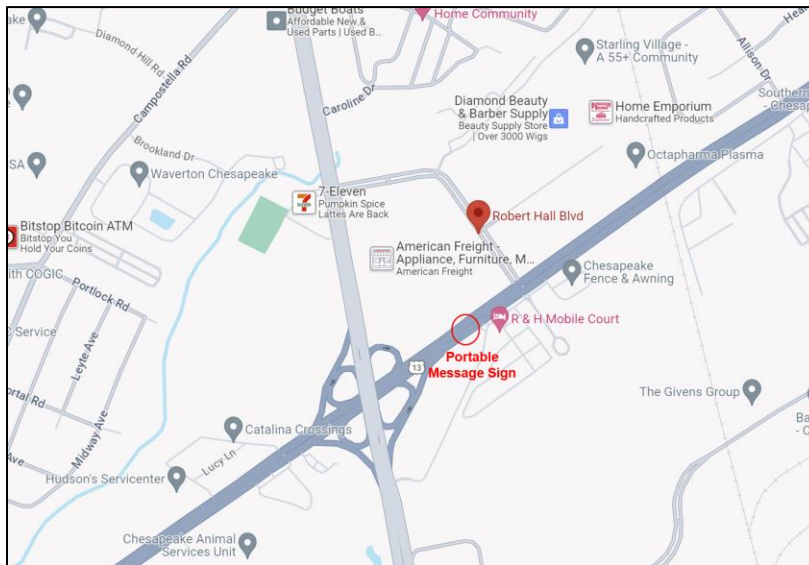 Budget Boats
Affordable New &
Used Parts | Used B...
Home Community
Diamond Hill Rd
Campostella Rd
Caroline Dr
Starling Village -
A 55+ Community
Allison Dr
Southern
- Chesap
Diamond Beauty
& Barber Supply
Beauty Supply Store
| Over 3000 Wigs
Home Emporium
Handcrafted Products
Octapharma Plasma
Brookland Dr
Waverton Chesapeake
7-Eleven
Pumpkin Spice
Lattes Are Back
Robert Hall Blvd
Bitstop Bitcoin ATM
Bitstop You
Hold Your Coins
American Freight -
Appliance, Furniture, M...
American Freight
Chesapeake
Fence & Awning
ith COGIC
Portlock Rd
Service
Leyte Ave
R & H Mobile Court
Portable
Message Sign
13
The Givens Group
ortal Rd
Midway Ave
Ave
Catalina Crossings
Lucy Ln
Hudson's Servicenter
Chesapeake Animal
Services Unit